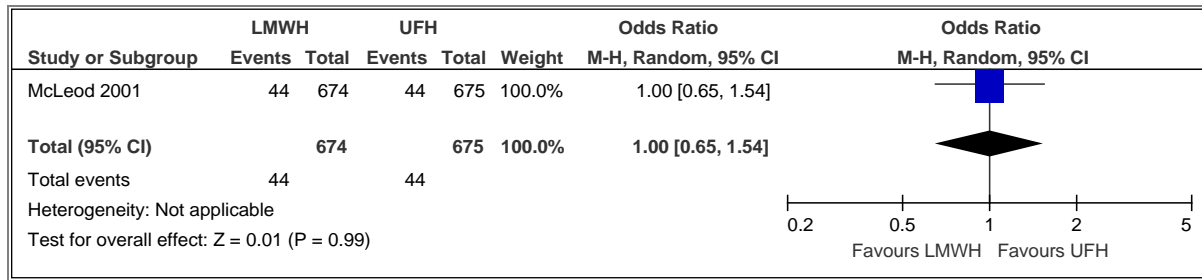 LMWH UFH Odds Ratio Odds Ratio
Study or Subgroup Events Total Events Total Weight M-H, Random, 95% CI M-H, Random, 95% CI
McLeod 2001 44 674 44 675 100.0% 1.00 [0.65, 1.54]
Total (95% CI) 674 675 100.0% 1.00 [0.65, 1.54]
Total events 44 44
Heterogeneity: Not applicable
Test for overall effect: Z = 0.01 (P = 0.99)
0.2 0.5 1 2 5
Favours LMWH Favours UFH